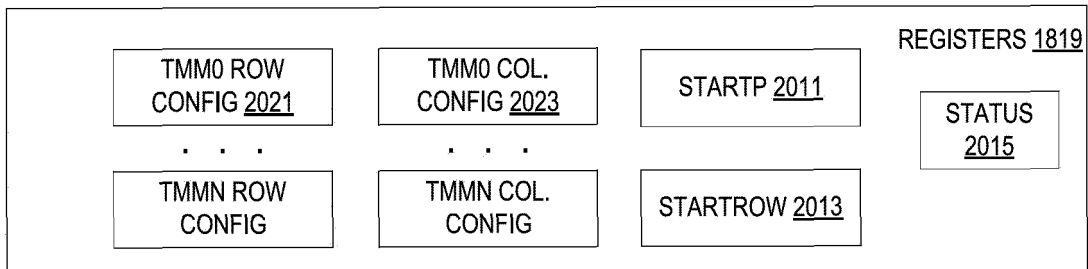 REGISTERS 1819
TMM0 ROW
CONFIG 2021
TMM0 COL.
CONFIG 2023
STARTP 2011
STATUS
2015
. . .
. . .
TMMN ROW
CONFIG
TMMN COL.
CONFIG
STARTROW 2013